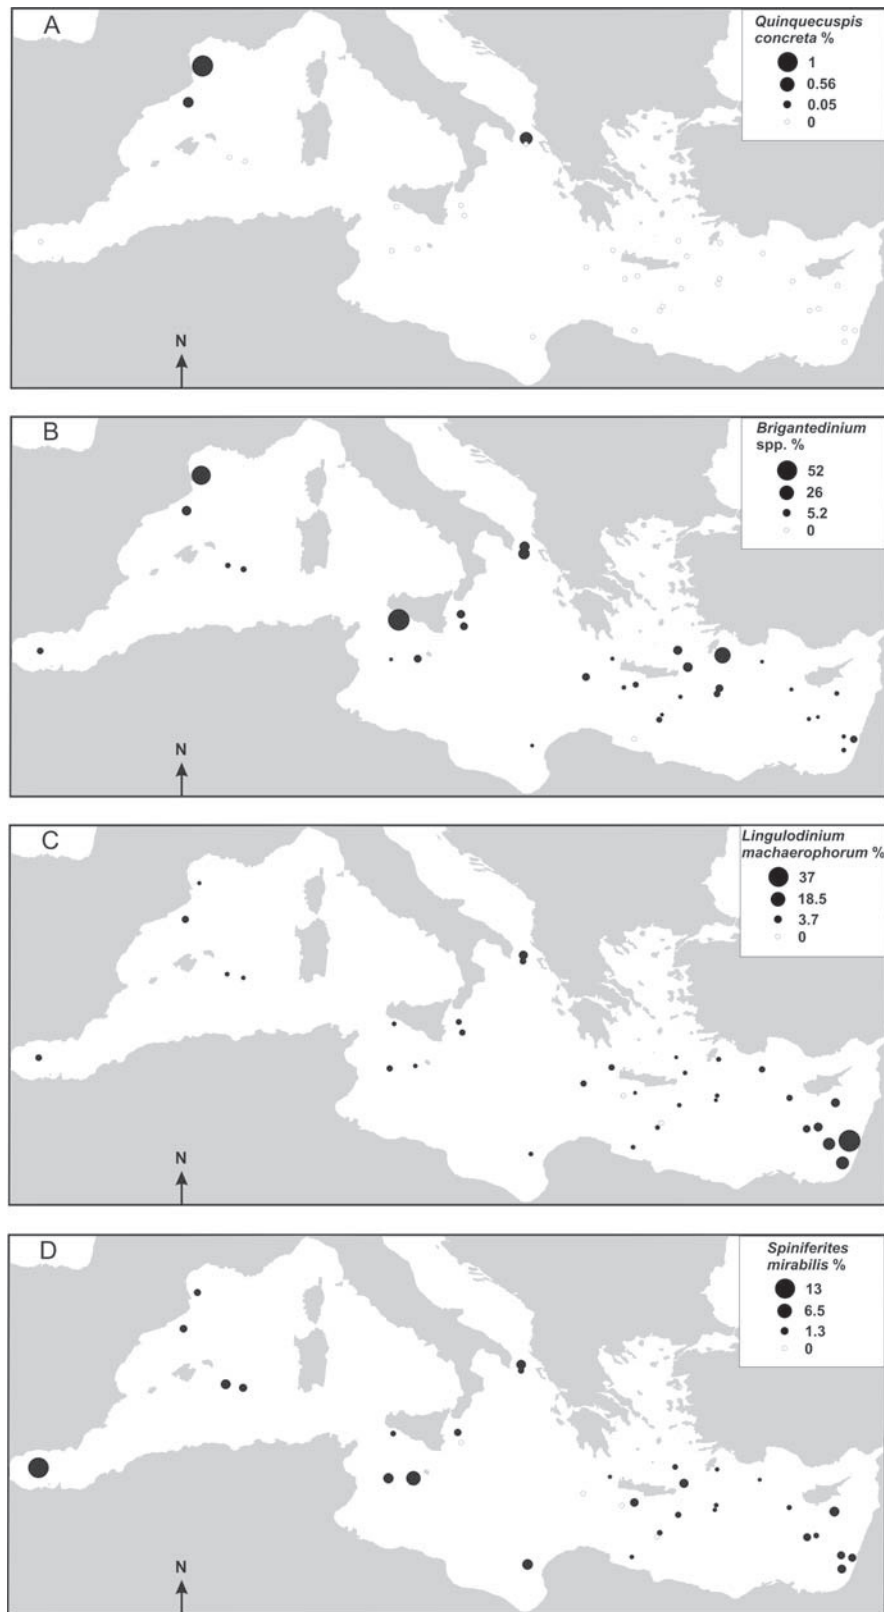 A
Quinquecuspis
concreta %
1
0.56
0.05
0
N
B
Brigantedinium
spp. %
52
26
5.2
0
N
C
Lingulodinium
machaerophorum %
37
18.5
3.7
0
N
D
Spiniferites
mirabilis %
13
6.5
1.3
0
N